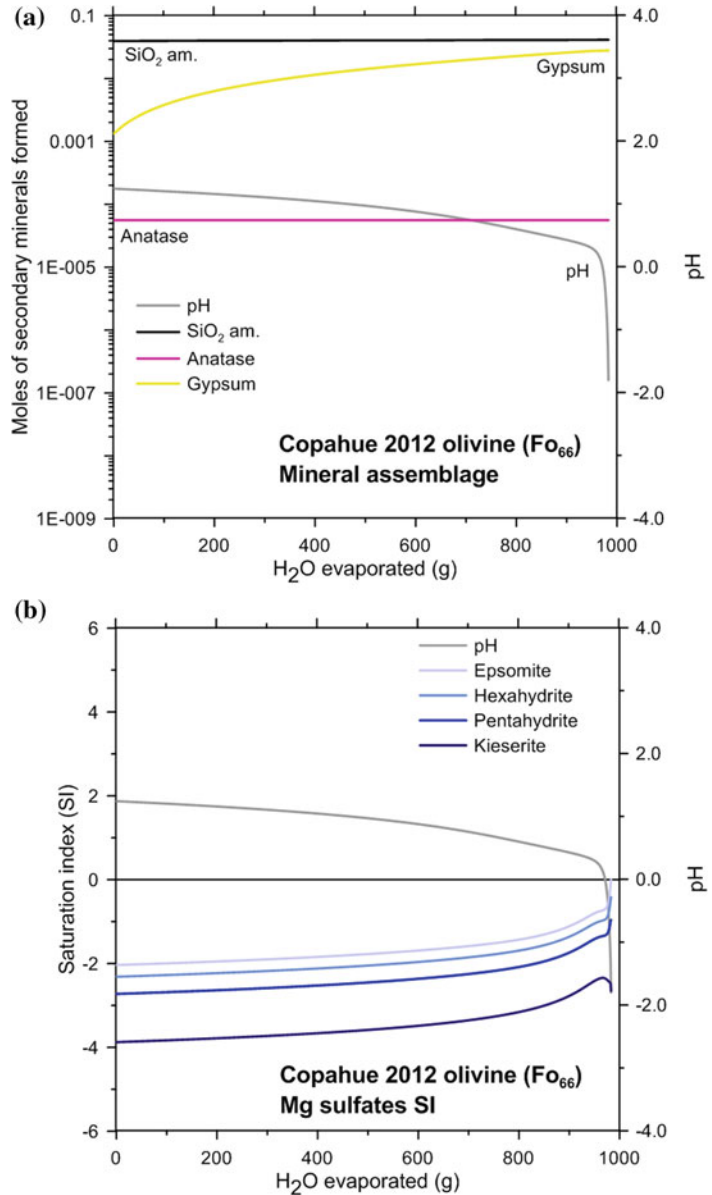 (a)
0.1
0.001
1E-005
1E-007
1E-009
Moles of secondary minerals formed
4.0
2.0
0.0
-2.0
-4.0
pH
SiO2 am.
Gypsum
Anatase
pH
pH
SiO2 am.
Anatase
Gypsum
Copahue 2012 olivine (Fo66)
Mineral assemblage
0 200 400 600 800 1000
H2O evaporated (g)
(b)
6
4
2
0
-2
-4
-6
Saturation index (SI)
4.0
2.0
0.0
-2.0
-4.0
pH
pH
Epsomite
Hexahydrite
Pentahydrite
Kieserite
Copahue 2012 olivine (Fo66)
Mg sulfates SI
0 200 400 600 800 1000
H2O evaporated (g)